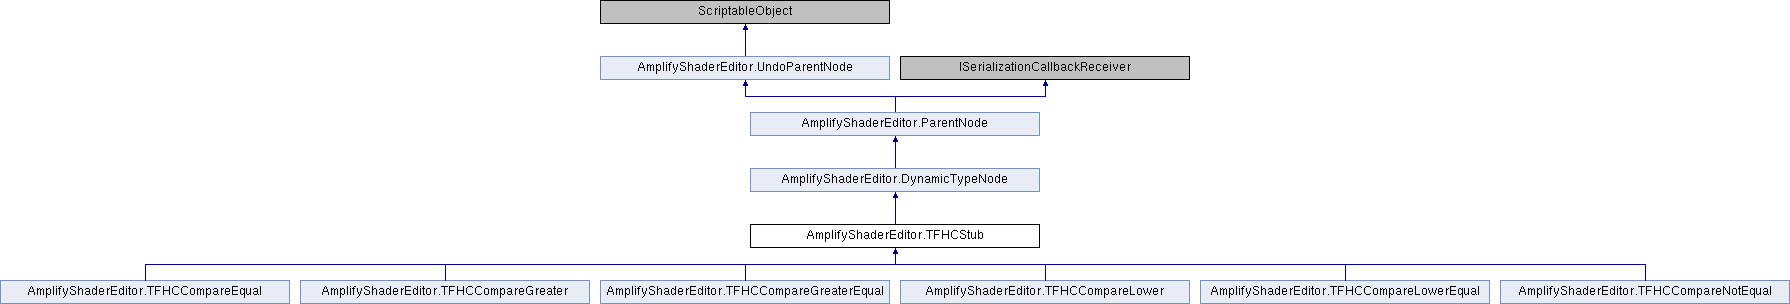 ScriptableObject
AmplifyShaderEditor.UndoParentNode
ISerializationCallbackReceiver
AmplifyShaderEditor.ParentNode
AmplifyShaderEditor.DynamicTypeNode
AmplifyShaderEditor.TFHCStub
AmplifyShaderEditor.TFHCCompareEqual
AmplifyShaderEditor.TFHCCompareGreater
AmplifyShaderEditor.TFHCCompareGreaterEqual
AmplifyShaderEditor.TFHCCompareLower
AmplifyShaderEditor.TFHCCompareLowerEqual
AmplifyShaderEditor.TFHCCompareNotEqual